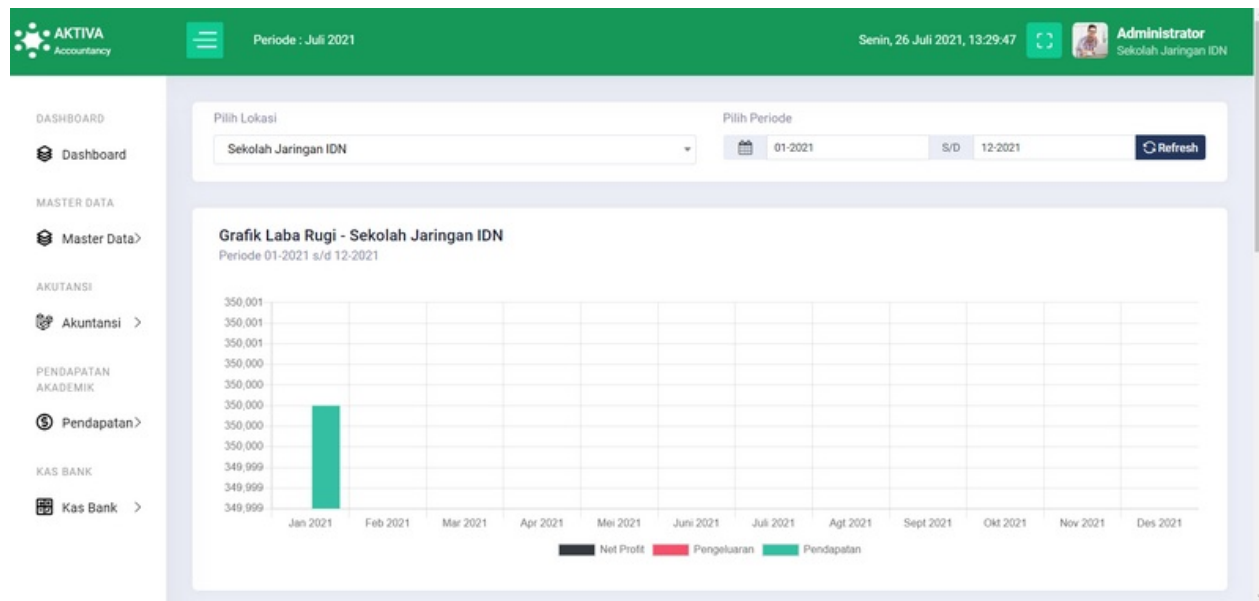 AKTIVA
Accountancy
Periode : Juli 2021
Senin, 26 Juli 2021, 13:29:47
Administrator
Sekolah Jaringan IDN
DASHBOARD
Dashboard
MASTER DATA
Master Data>
AKUTANSI
Akuntansi >
PENDAPATAN
AKADEMIK
Pendapatan>
KAS BANK
Kas Bank >
Pilih Lokasi
Sekolah Jaringan IDN
Pilih Periode
01-2021 S/D 12-2021 Refresh
Grafik Laba Rugi - Sekolah Jaringan IDN
Periode 01-2021 s/d 12-2021
350,001
350,001
350,001
350,000
350,000
350,000
350,000
350,000
349,999
349,999
349,999
Jan 2021 Feb 2021 Mar 2021 Apr 2021 Mei 2021 Juni 2021 Juli 2021 Agt 2021 Sept 2021 Okt 2021 Nov 2021 Des 2021
Net Profit Pengeluaran Pendapatan